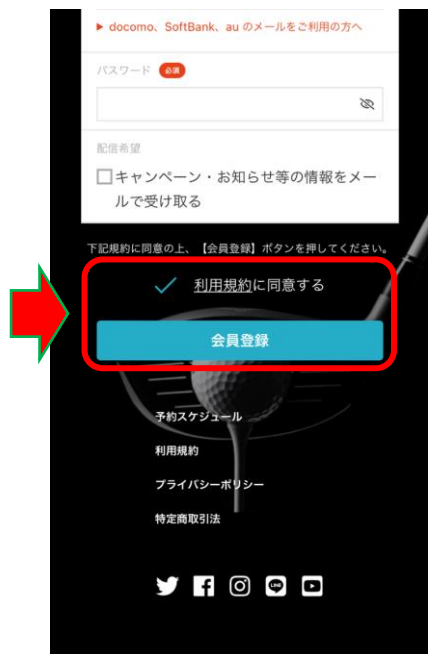 ▶ docomo、SoftBank、au のメールをご利用の方へ
パスワード 必須
配信希望
キャンペーン・お知らせ等の情報をメー
ルで受け取る
下記規約に同意の上、【会員登録】ボタンを押してください。
利用規約に同意する
会員登録
予約スケジュール
利用規約
プライバシーポリシー
特定商取引法
LINE